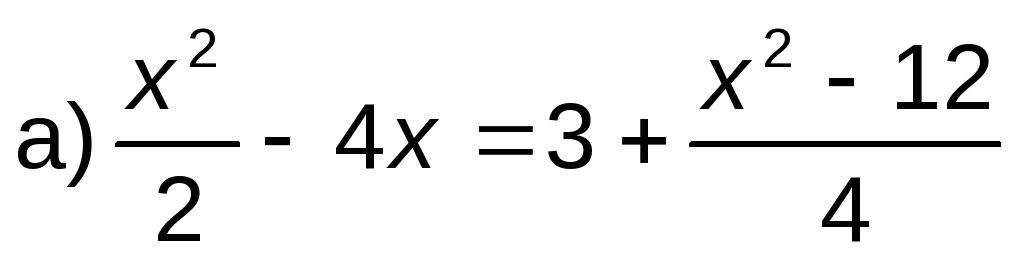 a) x²/2 - 4x = 3 + (x² - 12)/4